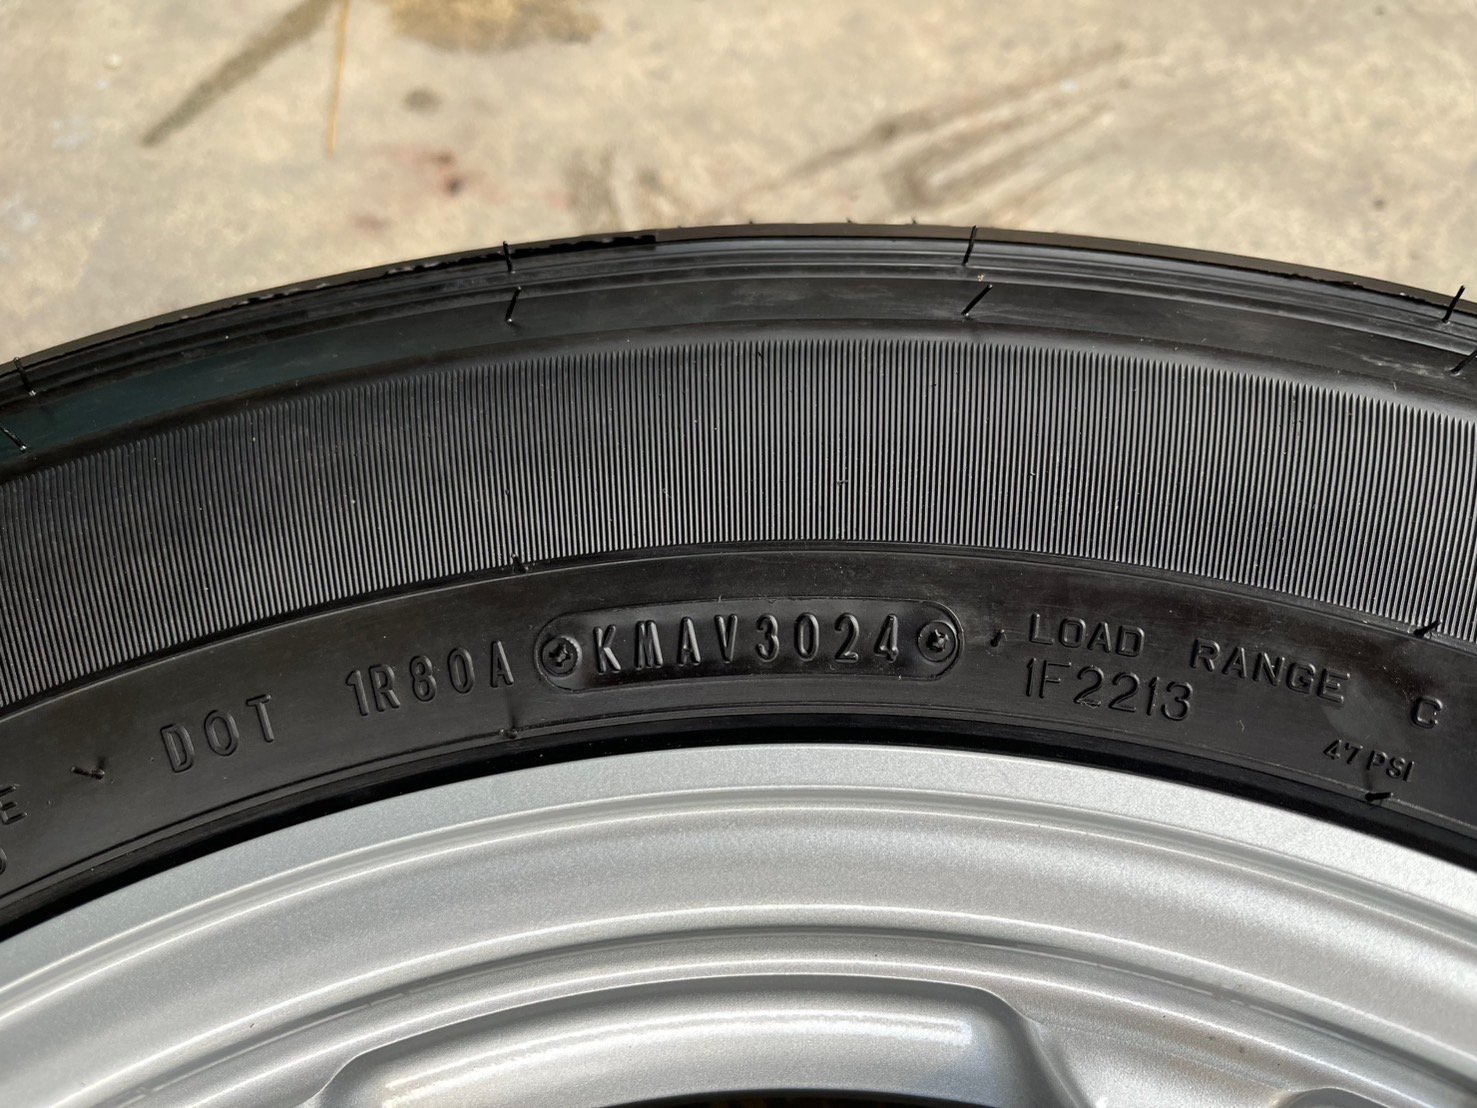 DOT 1R80A KMAV3024 LOAD RANGE C
1F2213
47 PSI